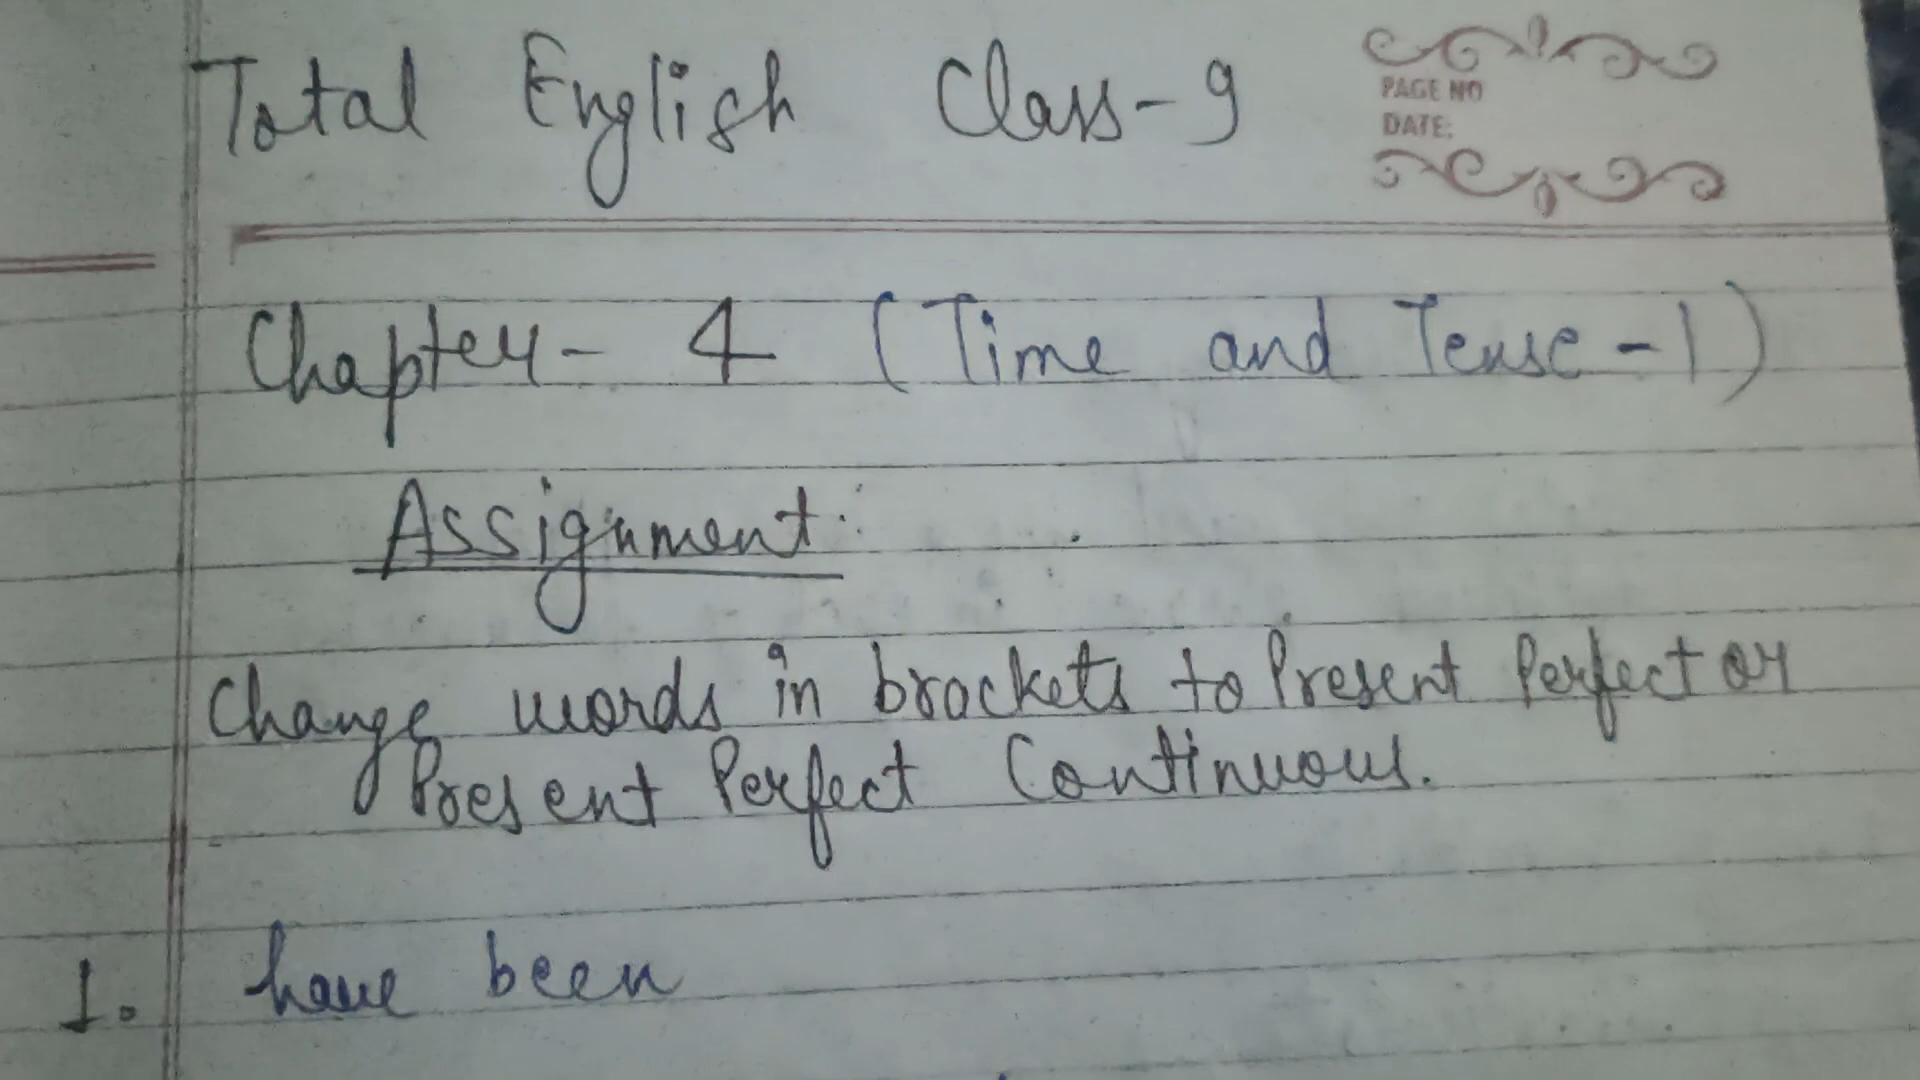 Total English Class-9
PAGE NO
DATE:
Chapter- 4 (Time and Tense-1)
Assignment:
Change words in brackets to Present Perfect or
Present Perfect Continuous.
1. have been